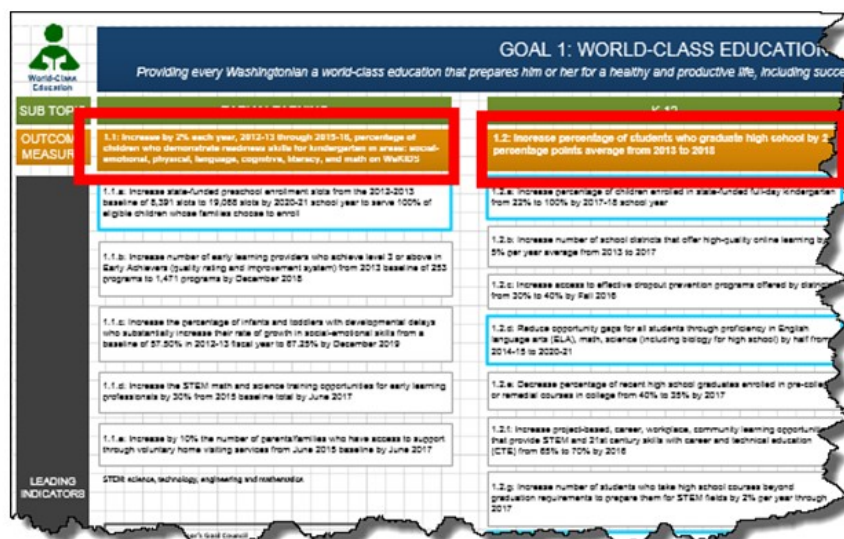 GOAL 1: WORLD-CLASS EDUCATION
Providing every Washingtonian a world-class education that prepares him or her for a healthy and productive life, including
World-Class
Education
SUB
K-12
OUTCOME
MEASURE
1.1: Increase by 2% each year, 2012-13 through 2015-16, percentage of
children who demonstrate readiness skills for kindergarten in areas: social-
emotional, physical, language, cognitive, literacy, and math on WaKIDS
1.2: Increase percentage of students who graduate high school by
percentage points average from 2013 to 2018
1.1.a: Increase state-funded preschool enrollment slots from the 2012-2013
baseline of 8,391 slots to 19,068 slots by 2020-21 school year to serve 100% of
eligible children whose families choose to enroll
1.1.b: Increase number of early learning providers who achieve level 3 or above in
Early Achievers (quality rating and improvement system) from 2013 baseline of 253
programs to 1,471 programs by December 2018
1.1.c: Increase the percentage of infants and toddlers with developmental delays
who substantially increase their rate of growth in social-emotional skills from a
baseline of 57.50% in 2012-13 fiscal year to 67.25% by December 2019
1.1.d: Increase the STEM math and science training opportunities for early learning
professionals by 30% from 2015 baseline total by June 2017
1.1.e: Increase by 10% the number of parents/families who have access to support
through voluntary home visiting services from June 2015 baseline by June 2017
STEM: science, technology, engineering and mathematics
1.2.a: Increase percentage of children enrolled in state-funded full-day kindergarten
from 22% to 100% by 2017-18 school year
1.2.b: Increase number of school districts that offer high-quality online learning by
5% per year average from 2013 to 2017
1.2.c: Increase access to effective dropout prevention programs offered by
from 30% to 40% by Fall 2016
1.2.d: Reduce opportunity gaps for all students through proficiency in English
language arts (ELA), math, science (including biology for high school) by half from
2014-15 to 2020-21
1.2.e: Decrease percentage of recent high school graduates enrolled in
or remedial courses in college from 40% to 35% by 2017
1.2.f: Increase project-based, career, workplace, community learning
that provide STEM and 21st century skills with career and technical education
(CTE) from 65% to 70% by 2016
1.2.g: Increase number of students who take high school courses beyond
graduation requirements to prepare them for STEM fields by 2% per year through
2017
LEADING
INDICATORS
Goal Council